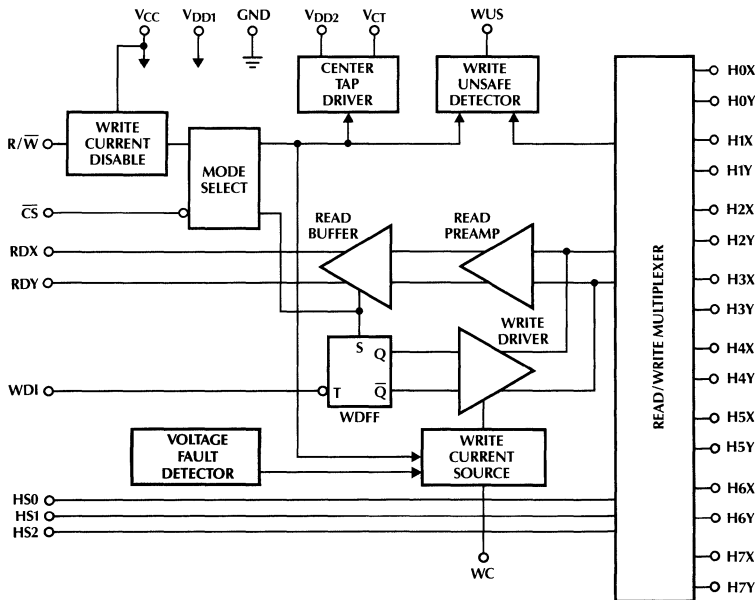 VCC
VDD1
GND
VDD2
VCT
WUS
CENTER
TAP
DRIVER
WRITE
UNSAFE
DETECTOR
R/W̅
WRITE
CURRENT
DISABLE
MODE
SELECT
C̅S̅
RDX
RDY
READ
BUFFER
READ
PREAMP
WRITE
DRIVER
S
Q
T
Q̅
WDFF
WDI
VOLTAGE
FAULT
DETECTOR
WRITE
CURRENT
SOURCE
HS0
HS1
HS2
WC
READ/WRITE MULTIPLEXER
H0X
H0Y
H1X
H1Y
H2X
H2Y
H3X
H3Y
H4X
H4Y
H5X
H5Y
H6X
H6Y
H7X
H7Y